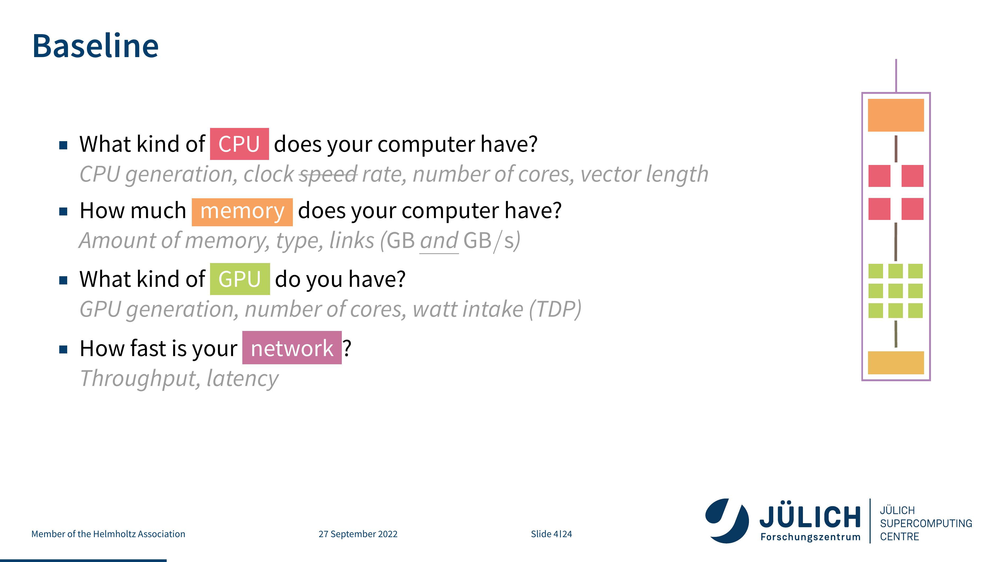 Baseline
What kind of CPU does your computer have?
CPU generation, clock speed rate, number of cores, vector length
How much memory does your computer have?
Amount of memory, type, links (GB and GB/s)
What kind of GPU do you have?
GPU generation, number of cores, watt intake (TDP)
How fast is your network?
Throughput, latency
Member of the Helmholtz Association
27 September 2022
Slide 4|24
JÜLICH
Forschungszentrum
JÜLICH
SUPERCOMPUTING
CENTRE